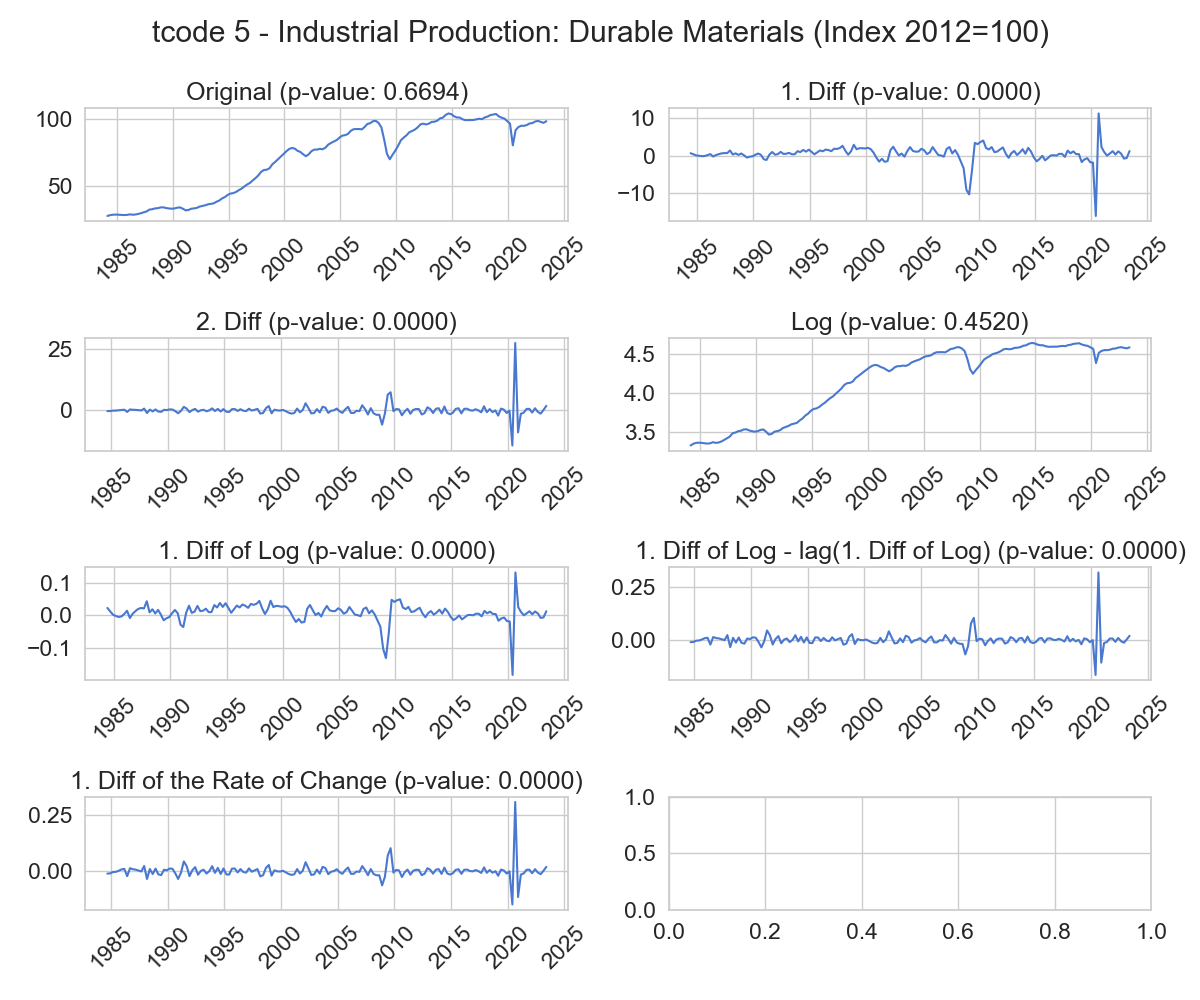 tcode 5 - Industrial Production: Durable Materials (Index 2012=100)
Original (p-value: 0.6694)
100
50
1985 1990 1995 2000 2005 2010 2015 2020 2025
1. Diff (p-value: 0.0000)
10
0
−10
1985 1990 1995 2000 2005 2010 2015 2020 2025
2. Diff (p-value: 0.0000)
25
0
1985 1990 1995 2000 2005 2010 2015 2020 2025
Log (p-value: 0.4520)
4.5
4.0
3.5
1985 1990 1995 2000 2005 2010 2015 2020 2025
1. Diff of Log (p-value: 0.0000)
0.1
0.0
−0.1
1985 1990 1995 2000 2005 2010 2015 2020 2025
1. Diff of Log - lag(1. Diff of Log) (p-value: 0.0000)
0.25
0.00
1985 1990 1995 2000 2005 2010 2015 2020 2025
1. Diff of the Rate of Change (p-value: 0.0000)
0.25
0.00
1985 1990 1995 2000 2005 2010 2015 2020 2025
1.0
0.5
0.0
0.0 0.2 0.4 0.6 0.8 1.0